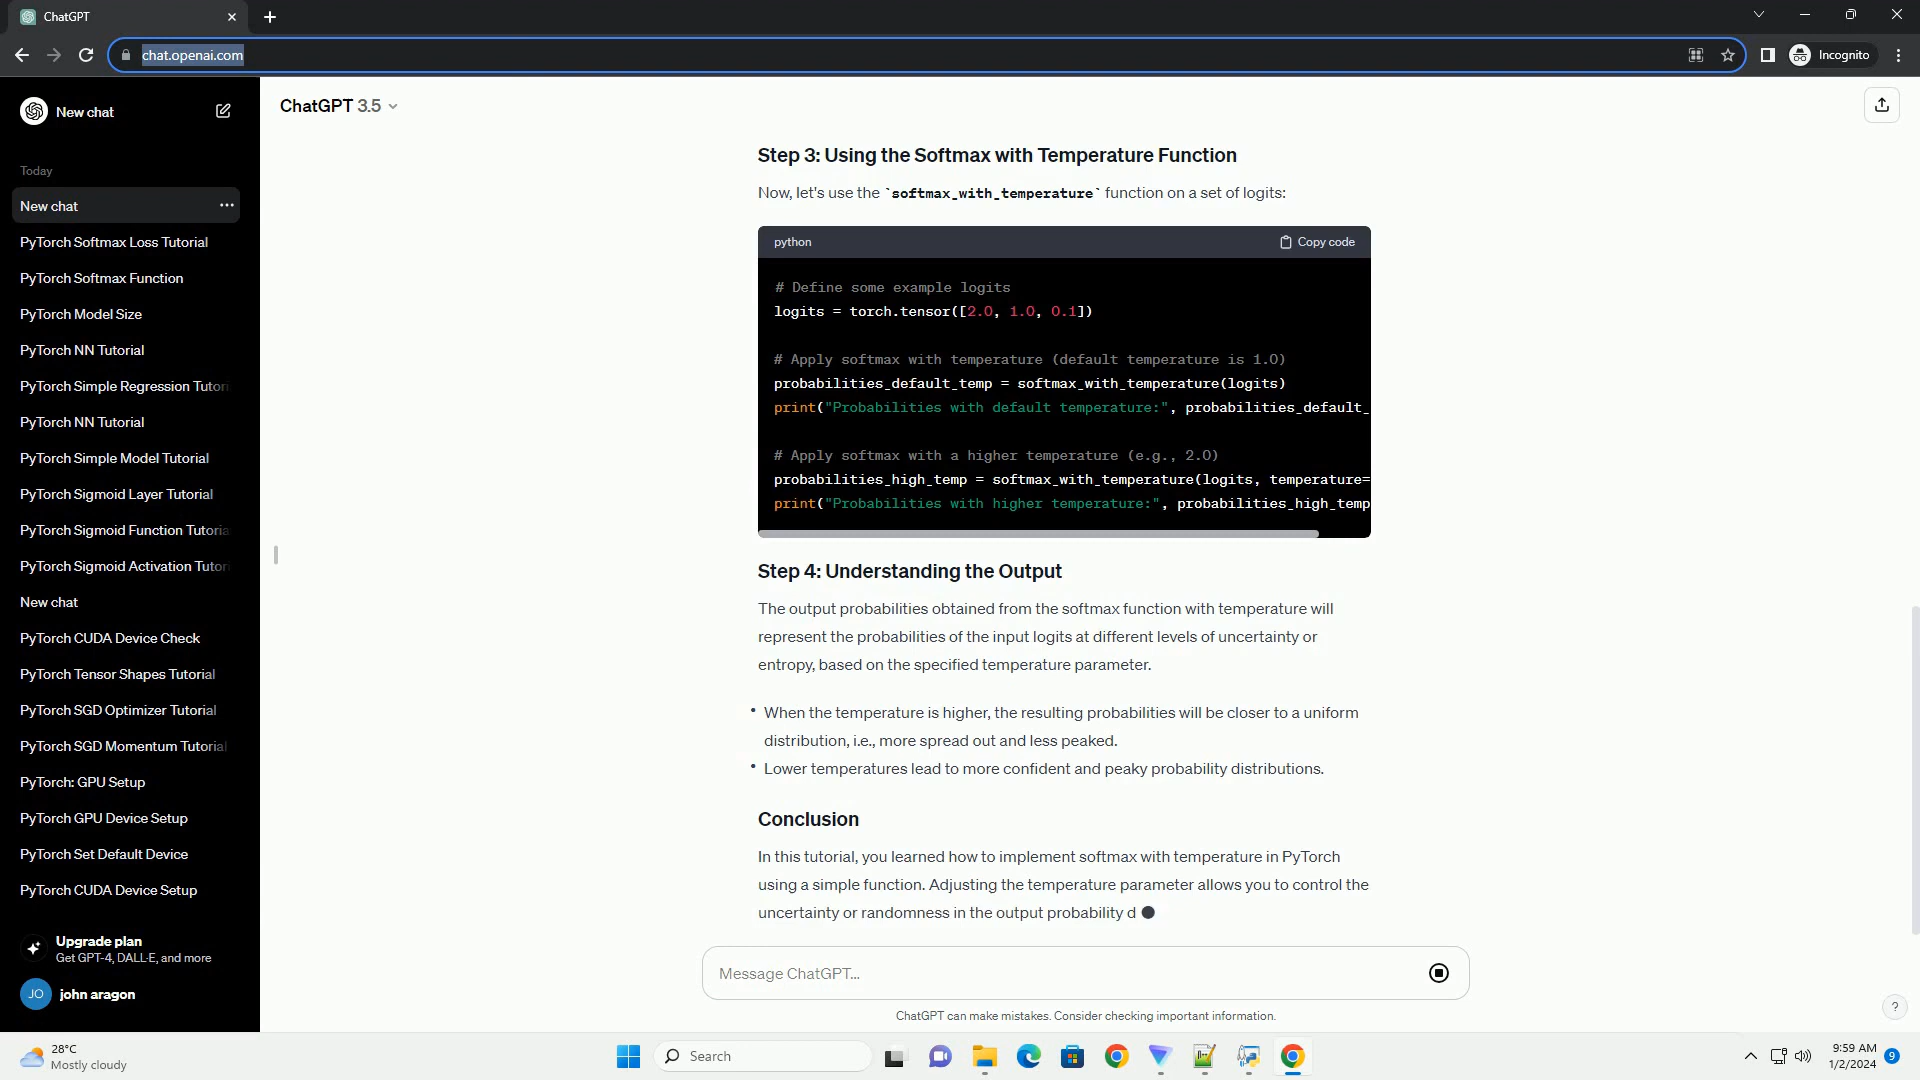 ChatGPT
chat.openai.com
Incognito
New chat
Today
New chat
PyTorch Softmax Loss Tutorial
PyTorch Softmax Function
PyTorch Model Size
PyTorch NN Tutorial
PyTorch Simple Regression Tutori
PyTorch NN Tutorial
PyTorch Simple Model Tutorial
PyTorch Sigmoid Layer Tutorial
PyTorch Sigmoid Function Tutoria
PyTorch Sigmoid Activation Tutori
New chat
PyTorch CUDA Device Check
PyTorch Tensor Shapes Tutorial
PyTorch SGD Optimizer Tutorial
PyTorch SGD Momentum Tutorial
PyTorch: GPU Setup
PyTorch GPU Device Setup
PyTorch Set Default Device
PyTorch CUDA Device Setup
Upgrade plan
Get GPT-4, DALL·E, and more
JO john aragon
ChatGPT 3.5
Step 3: Using the Softmax with Temperature Function
Now, let's use the `softmax_with_temperature` function on a set of logits:
python Copy code
# Define some example logits
logits = torch.tensor([2.0, 1.0, 0.1])
# Apply softmax with temperature (default temperature is 1.0)
probabilities_default_temp = softmax_with_temperature(logits)
print("Probabilities with default temperature:", probabilities_default_
# Apply softmax with a higher temperature (e.g., 2.0)
probabilities_high_temp = softmax_with_temperature(logits, temperature=
print("Probabilities with higher temperature:", probabilities_high_temp
Step 4: Understanding the Output
The output probabilities obtained from the softmax function with temperature will
represent the probabilities of the input logits at different levels of uncertainty or
entropy, based on the specified temperature parameter.
• When the temperature is higher, the resulting probabilities will be closer to a uniform
distribution, i.e., more spread out and less peaked.
• Lower temperatures lead to more confident and peaky probability distributions.
Conclusion
In this tutorial, you learned how to implement softmax with temperature in PyTorch
using a simple function. Adjusting the temperature parameter allows you to control the
uncertainty or randomness in the output probability d
Message ChatGPT...
ChatGPT can make mistakes. Consider checking important information.
?
28°C
Mostly cloudy
Search
9:59 AM
1/2/2024
9